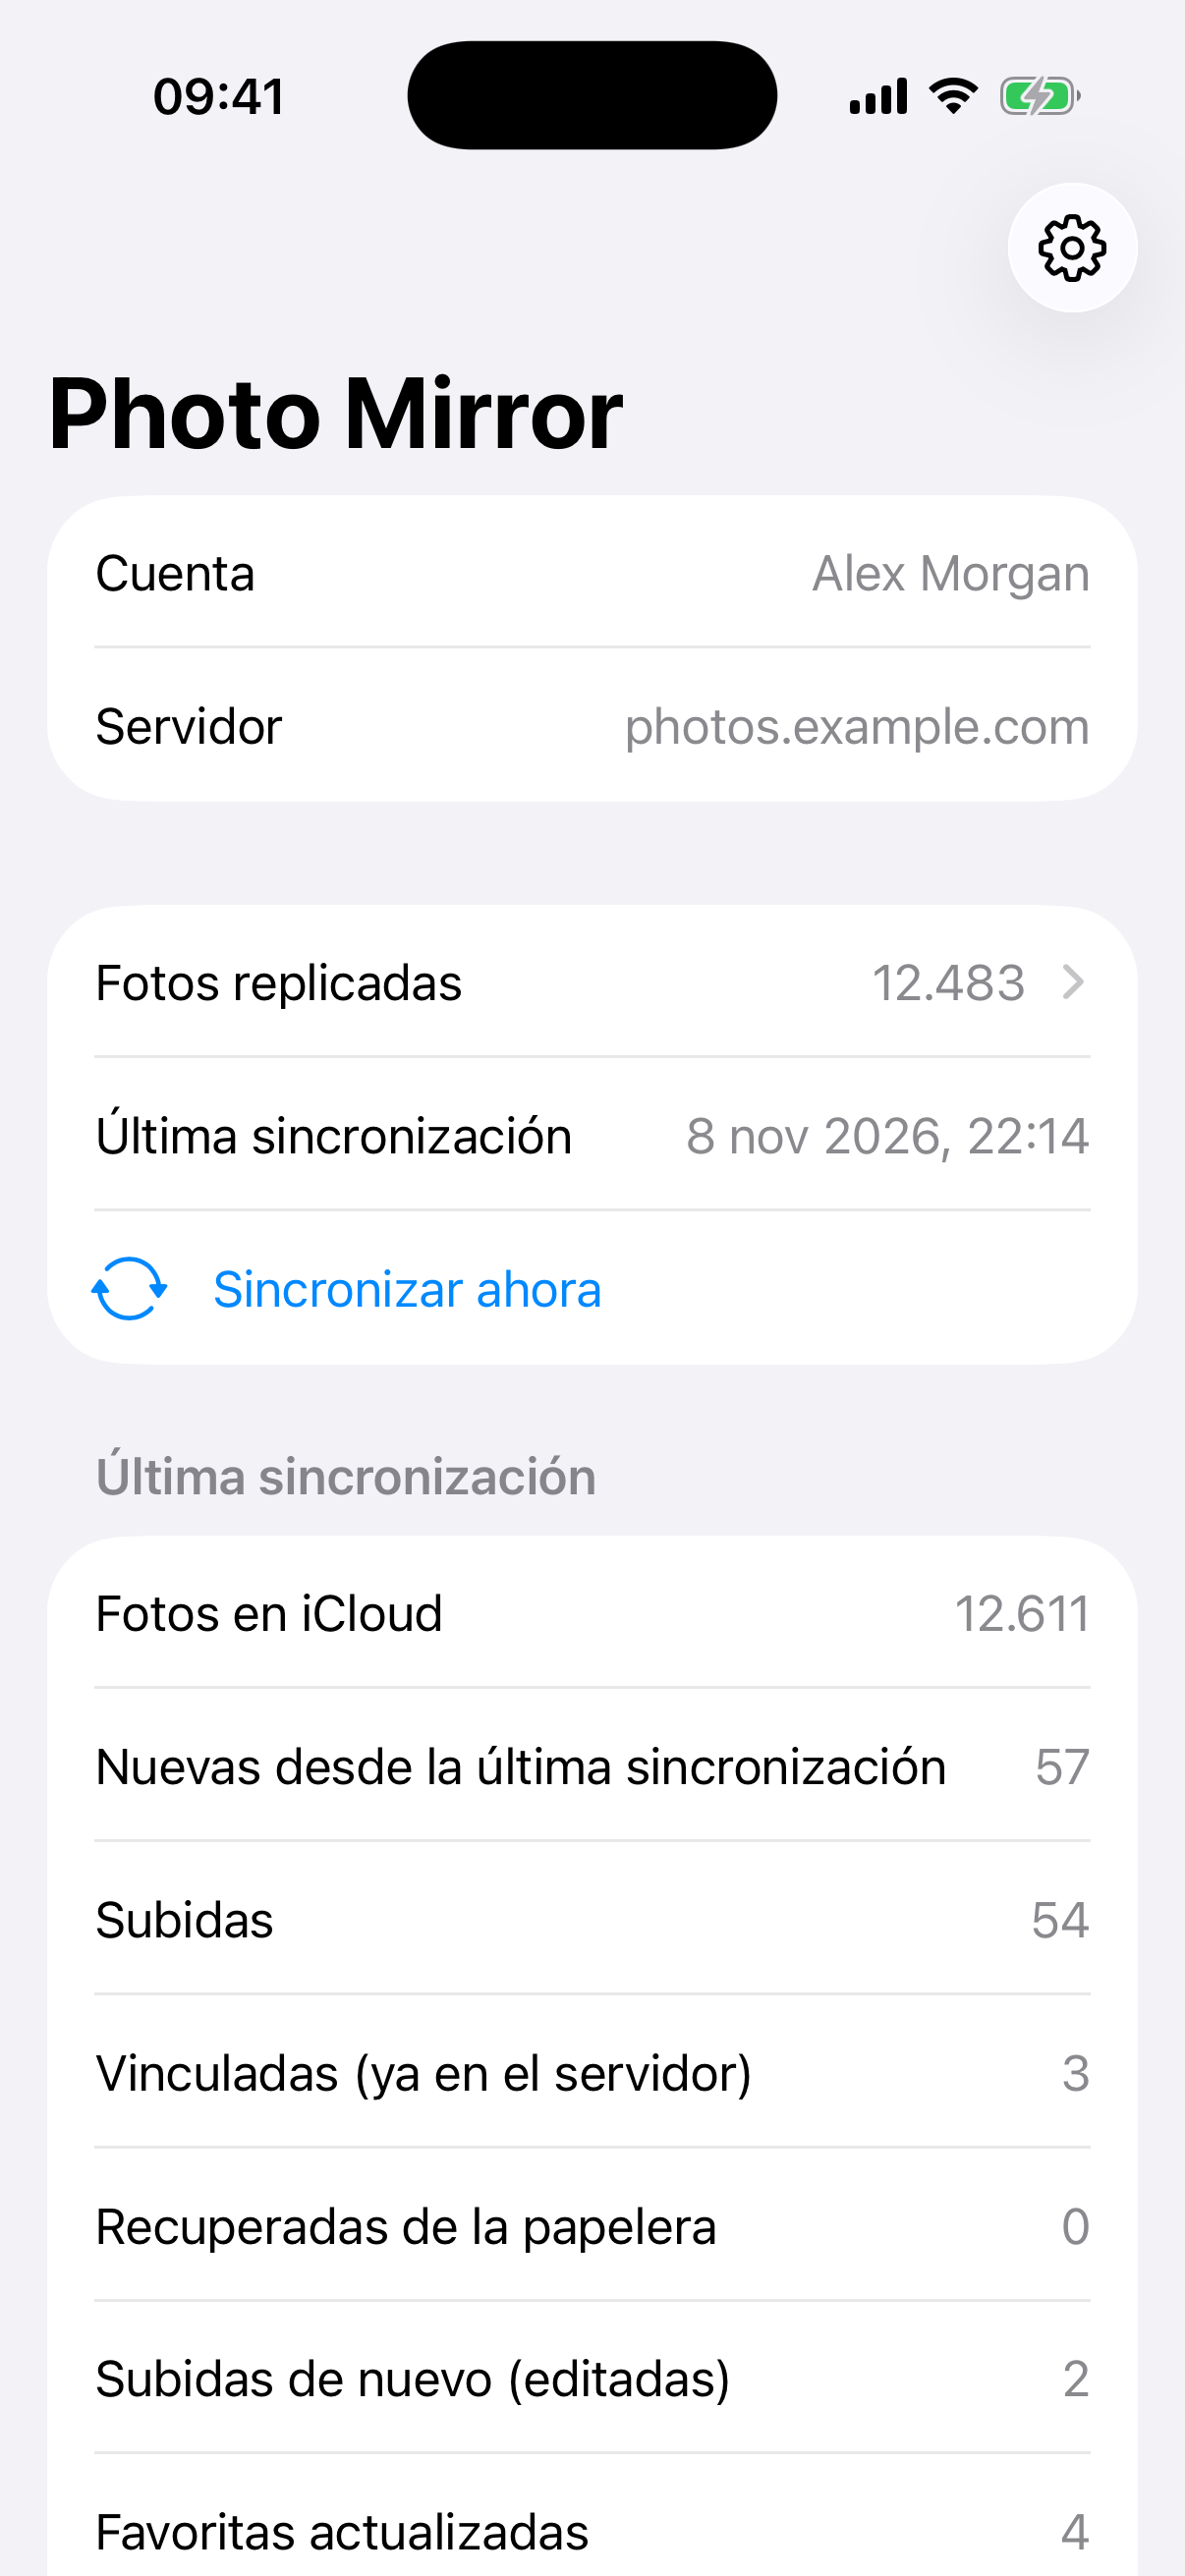 09:41
Photo Mirror
Cuenta Alex Morgan
Servidor photos.example.com
Fotos replicadas 12.483
Última sincronización 8 nov 2026, 22:14
Sincronizar ahora
Última sincronización
Fotos en iCloud 12.611
Nuevas desde la última sincronización 57
Subidas 54
Vinculadas (ya en el servidor) 3
Recuperadas de la papelera 0
Subidas de nuevo (editadas) 2
Favoritas actualizadas 4